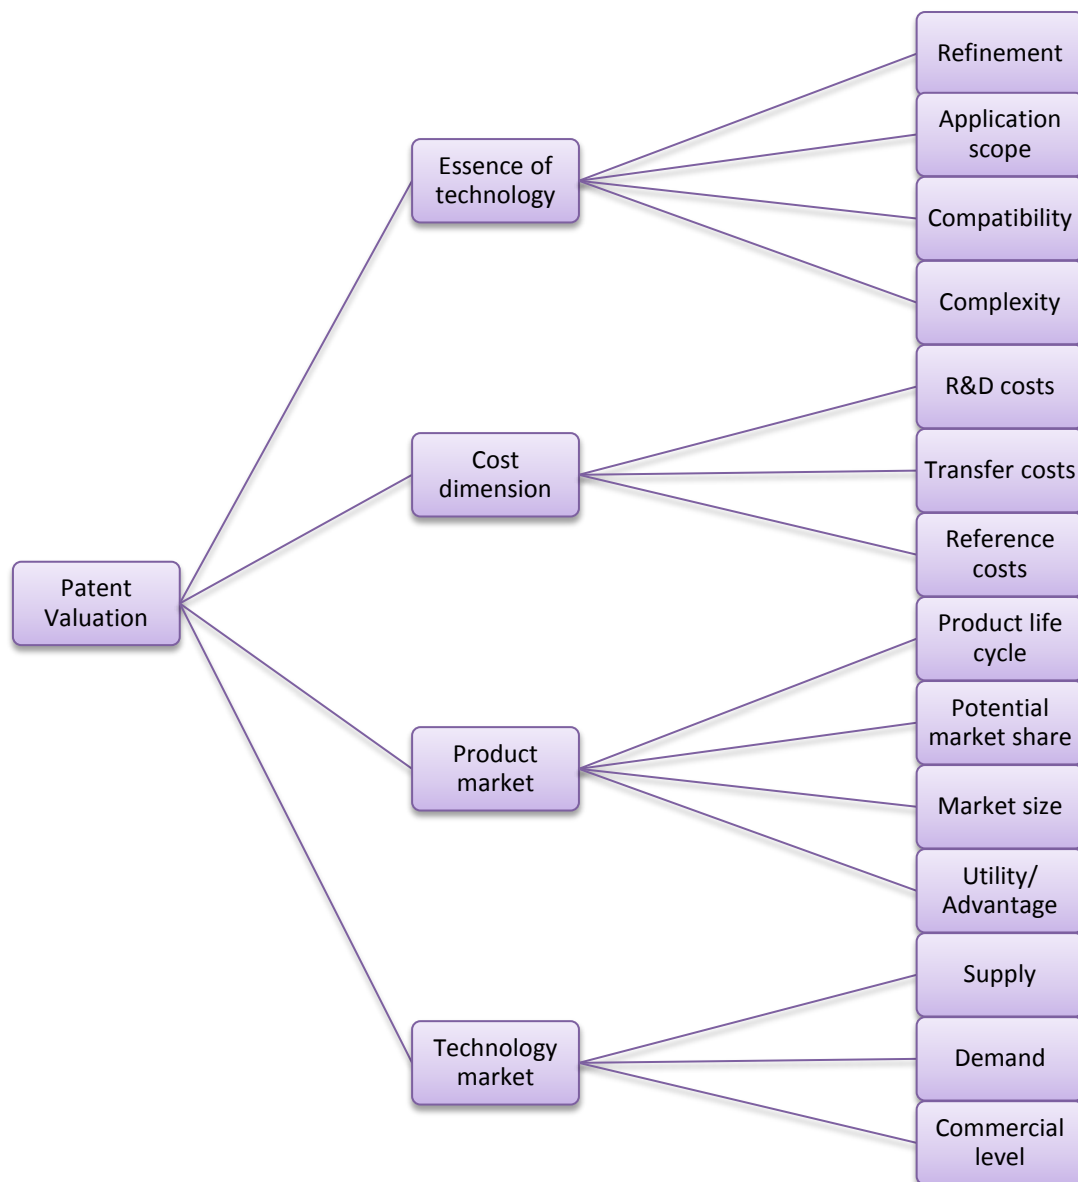 Patent
Valuation
Essence of
technology
Refinement
Application
scope
Compatibility
Complexity
Cost
dimension
R&D costs
Transfer costs
Reference
costs
Product
market
Product life
cycle
Potential
market share
Market size
Utility/
Advantage
Technology
market
Supply
Demand
Commercial
level